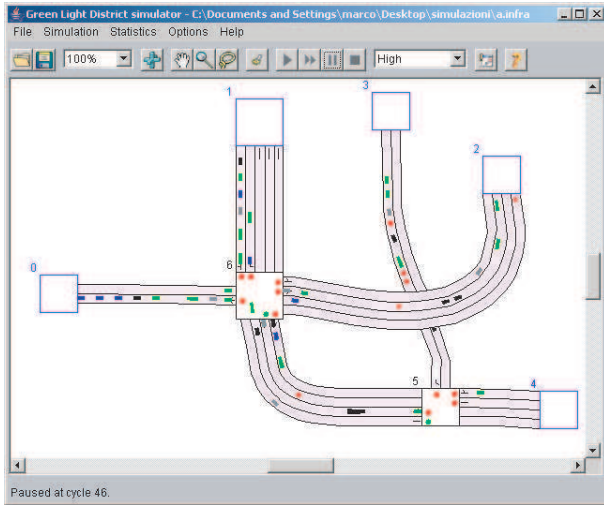 Green Light District simulator - C:\Documents and Settings\marco\Desktop\simulazioni\a.infra
File Simulation Statistics Options Help
100% High
1
3
2
6
0
5
4
Paused at cycle 46.